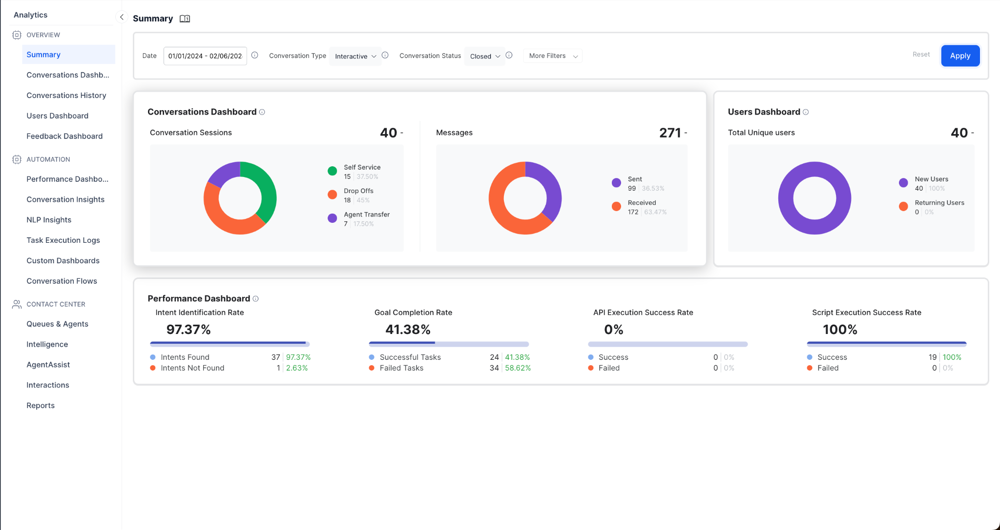 Analytics
OVERVIEW
Summary
Conversations Dashb...
Conversations History
Users Dashboard
Feedback Dashboard
AUTOMATION
Performance Dashbo...
Conversation Insights
NLP Insights
Task Execution Logs
Custom Dashboards
Conversation Flows
CONTACT CENTER
Queues & Agents
Intelligence
AgentAssist
Interactions
Reports
Summary
Date 01/01/2024 - 02/06/202 Conversation Type Interactive Conversation Status Closed More Filters Reset Apply
Conversations Dashboard
Conversation Sessions 40 -
Self Service
15 37.50%
Drop Offs
18 45%
Agent Transfer
7 17.50%
Messages 271 -
Sent
99 36.53%
Received
172 63.47%
Users Dashboard
Total Unique users 40 -
New Users
40 100%
Returning Users
0 0%
Performance Dashboard
Intent Identification Rate
97.37%
Intents Found 37 97.37%
Intents Not Found 1 2.63%
Goal Completion Rate
41.38%
Successful Tasks 24 41.38%
Failed Tasks 34 58.62%
API Execution Success Rate
0%
Success 0 0%
Failed 0 0%
Script Execution Success Rate
100%
Success 19 100%
Failed 0 0%